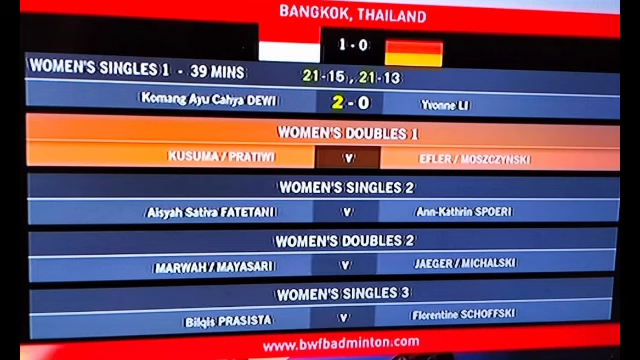 BANGKOK, THAILAND
1-0
WOMEN'S SINGLES 1 - 39 MINS 21-15, 21-13
Komang Ayu Cahya DEWI 2-0 Yvonne LI
WOMEN'S DOUBLES 1
KUSUMA / PRATIWI V EFLER / MOSZCZYNSKI
WOMEN'S SINGLES 2
Aisyah Sativa FATETANI V Ann-Kathrin SPOERI
WOMEN'S DOUBLES 2
MARWAH / MAYASARI V JAEGER / MICHALSKI
WOMEN'S SINGLES 3
Bilqis PRASISTA V Florentine SCHOFFSKI
www.bwfbadminton.com